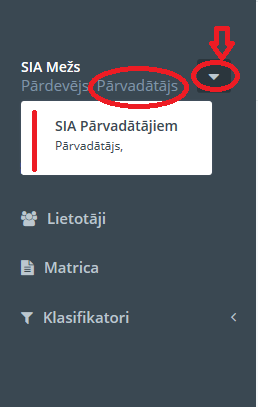 SIA Mežs
Pārdevējs, Pārvadātājs
SIA Pārvadātājiem
Pārvadātājs,
Lietotāji
Matrica
Klasifikatori